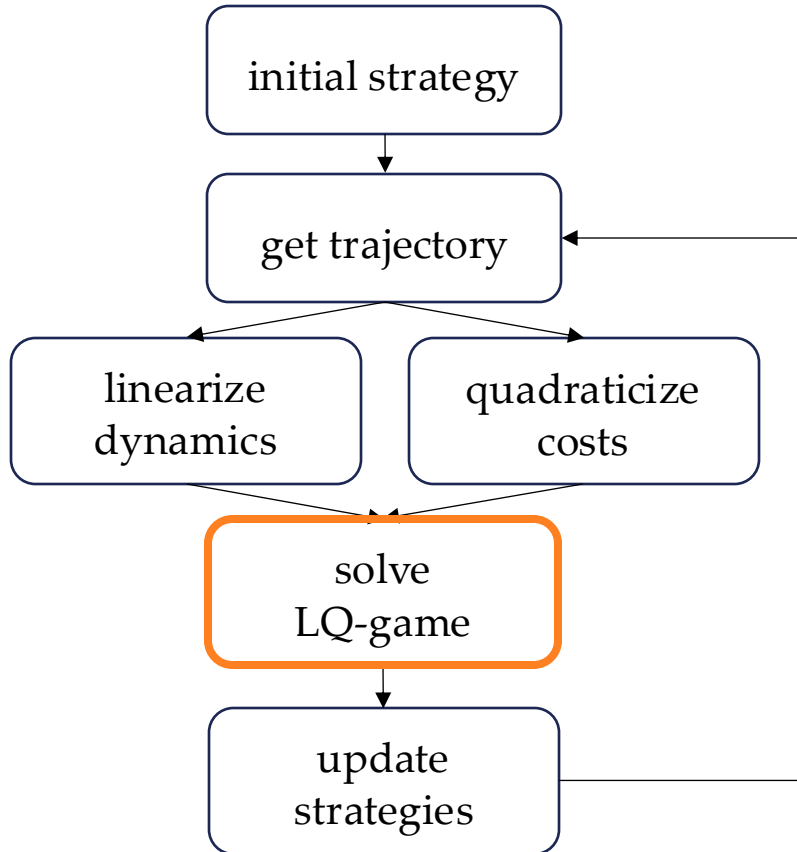 initial strategy
get trajectory
linearize
dynamics
quadraticize
costs
solve
LQ-game
update
strategies